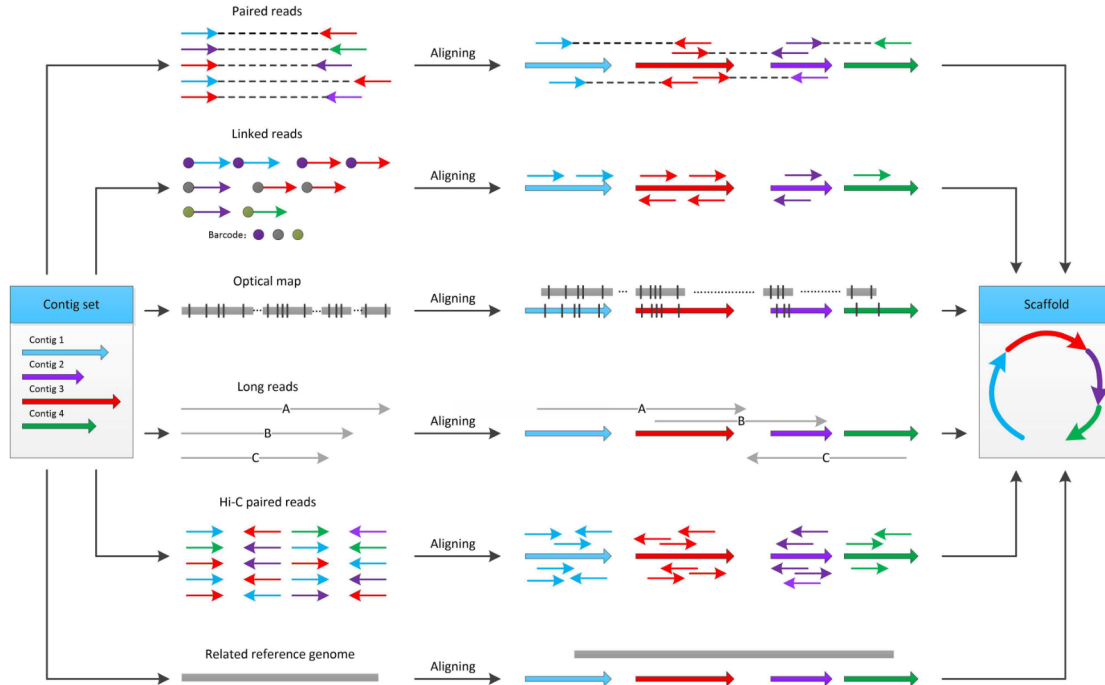 Paired reads
Aligning
Linked reads
Aligning
Barcode:
Optical map
Aligning
Contig set
Contig 1
Contig 2
Contig 3
Contig 4
Scaffold
Long reads
A
B
C
Aligning
A
B
C
Hi-C paired reads
Aligning
Related reference genome
Aligning